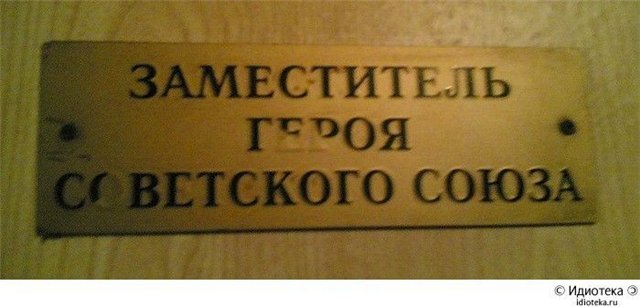 ЗАМЕСТИТЕЛЬ
ГЕРОЯ
СОВЕТСКОГО СОЮЗА
© Идиотека
idioteka.ru